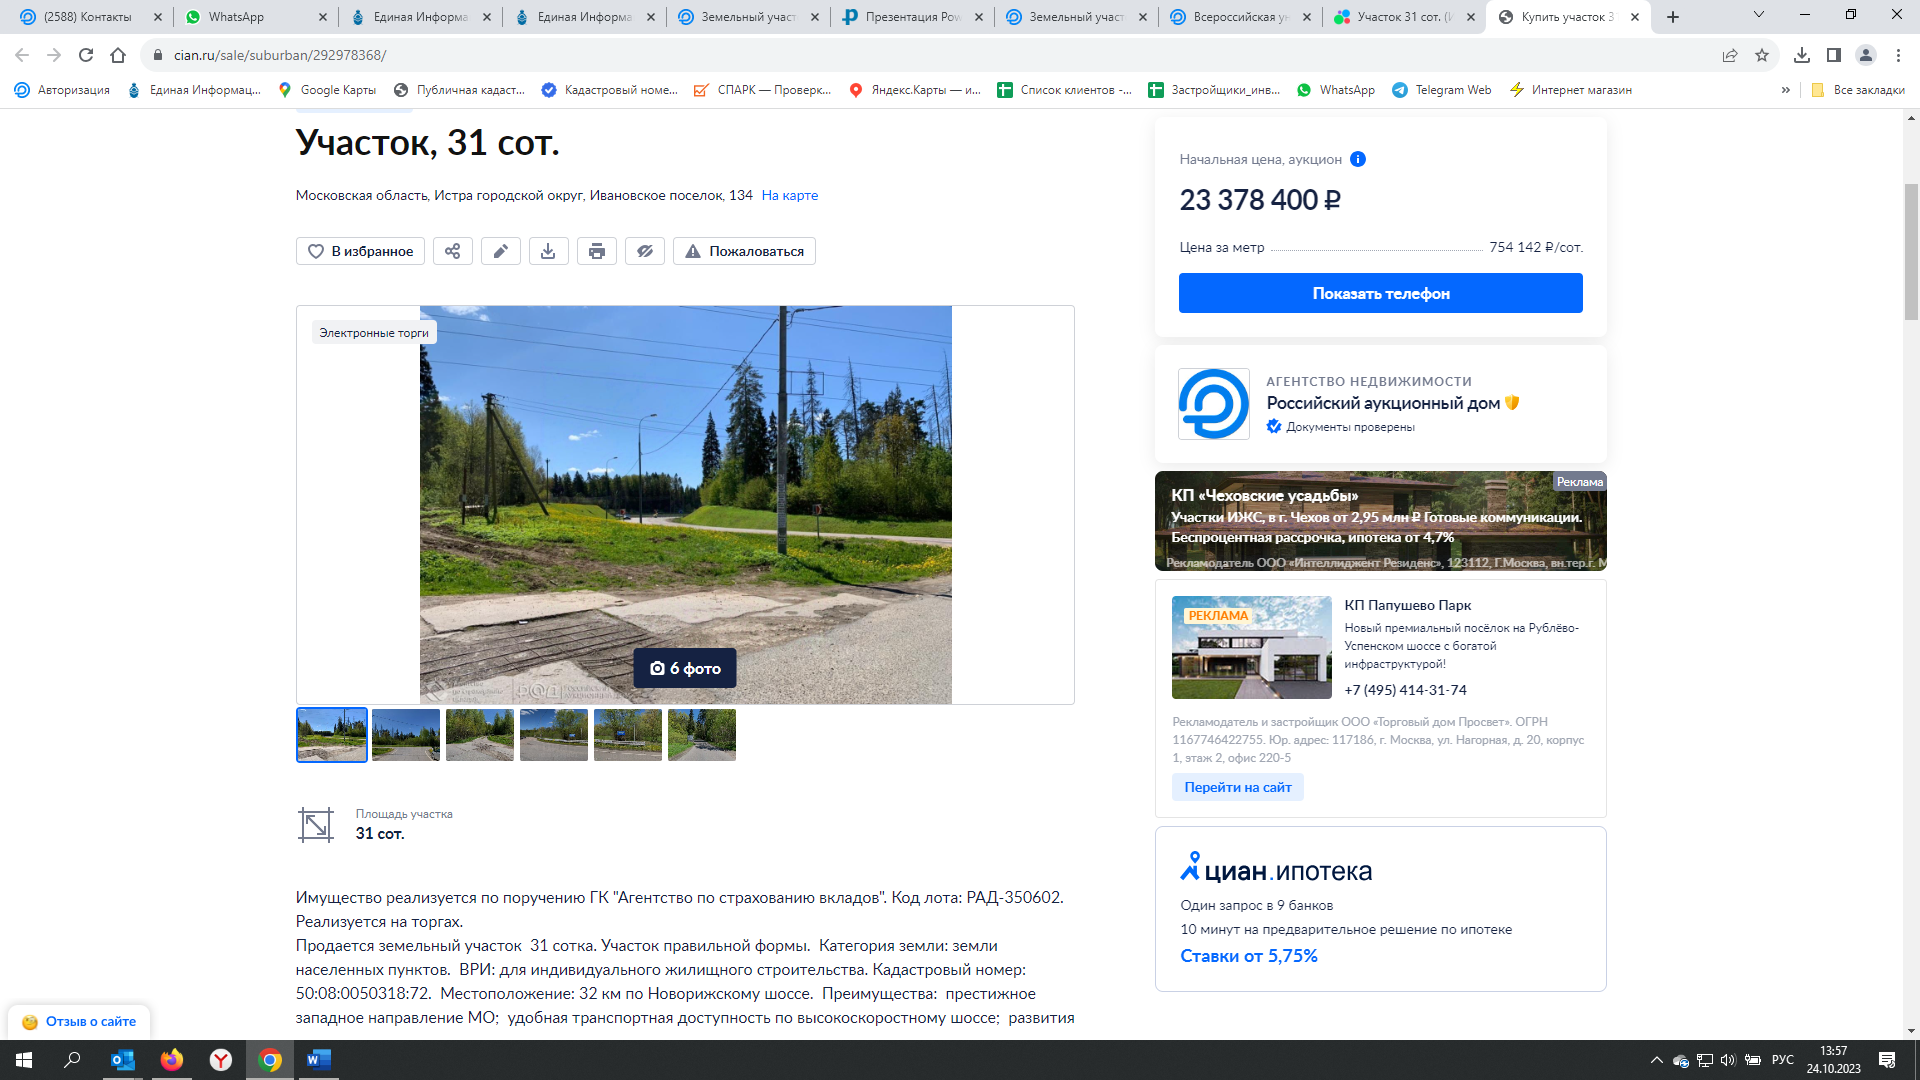 (2588) Контакты
WhatsApp
Единая Информа
Единая Информа
Земельный участ
Презентация Pow
Земельный участ
Всероссийская ун
Участок 31 сот. (И
Купить участок 3
cian.ru/sale/suburban/292978368/
Авторизация
Единая Информац...
Google Карты
Публичная кадаст...
Кадастровый номе...
СПАРК — Проверк...
Яндекс.Карты — и...
Список клиентов -...
Застройщики_инв...
WhatsApp
Telegram Web
Интернет магазин
»
Все закладки
Участок, 31 сот.
Московская область, Истра городской округ, Ивановское поселок, 134 На карте
В избранное
Пожаловаться
Электронные торги
6 фото
Площадь участка
31 сот.
Имущество реализуется по поручению ГК "Агентство по страхованию вкладов". Код лота: РАД-350602.
Реализуется на торгах.
Продается земельный участок 31 сотка. Участок правильной формы. Категория земли: земли
населенных пунктов. ВРИ: для индивидуального жилищного строительства. Кадастровый номер:
50:08:0050318:72. Местоположение: 32 км по Новорижскому шоссе. Преимущества: престижное
западное направление МО; удобная транспортная доступность по высокоскоростному шоссе; развития
Начальная цена, аукцион
23 378 400 ₽
Цена за метр 754 142 ₽/сот.
Показать телефон
АГЕНТСТВО НЕДВИЖИМОСТИ
Российский аукционный дом
Документы проверены
Реклама
КП «Чеховские усадьбы»
Участки ИЖС, в г. Чехов от 2,95 млн ₽ Готовые коммуникации.
Беспроцентная рассрочка, ипотека от 4,7%
Рекламодатель ООО «Интеллиджент Резиденс», 123112, Г.Москва, вн.тер.г. М
РЕКЛАМА
КП Папушево Парк
Новый премиальный посёлок на Рублёво-
Успенском шоссе с богатой
инфраструктурой!
+7 (495) 414-31-74
Рекламодатель и застройщик ООО «Торговый дом Просвет». ОГРН
1167746422755. Юр. адрес: 117186, г. Москва, ул. Нагорная, д. 20, корпус
1, этаж 2, офис 220-5
Перейти на сайт
циан.ипотека
Один запрос в 9 банков
10 минут на предварительное решение по ипотеке
Ставки от 5,75%
Отзыв о сайте
РУС
13:57
24.10.2023